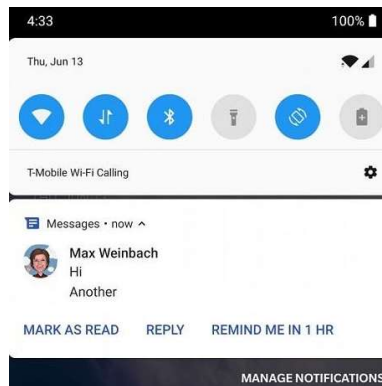 4:33 100%
Thu, Jun 13
T-Mobile Wi-Fi Calling
Messages • now
Max Weinbach
Hi
Another
MARK AS READ REPLY REMIND ME IN 1 HR
MANAGE NOTIFICATIONS